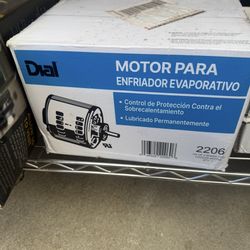 Dial
MOTOR PARA
ENFRIADOR EVAPORATIVO
• Control de Protección Contra el
Sobrecalentamiento
• Lubricado Permanentemente
2206